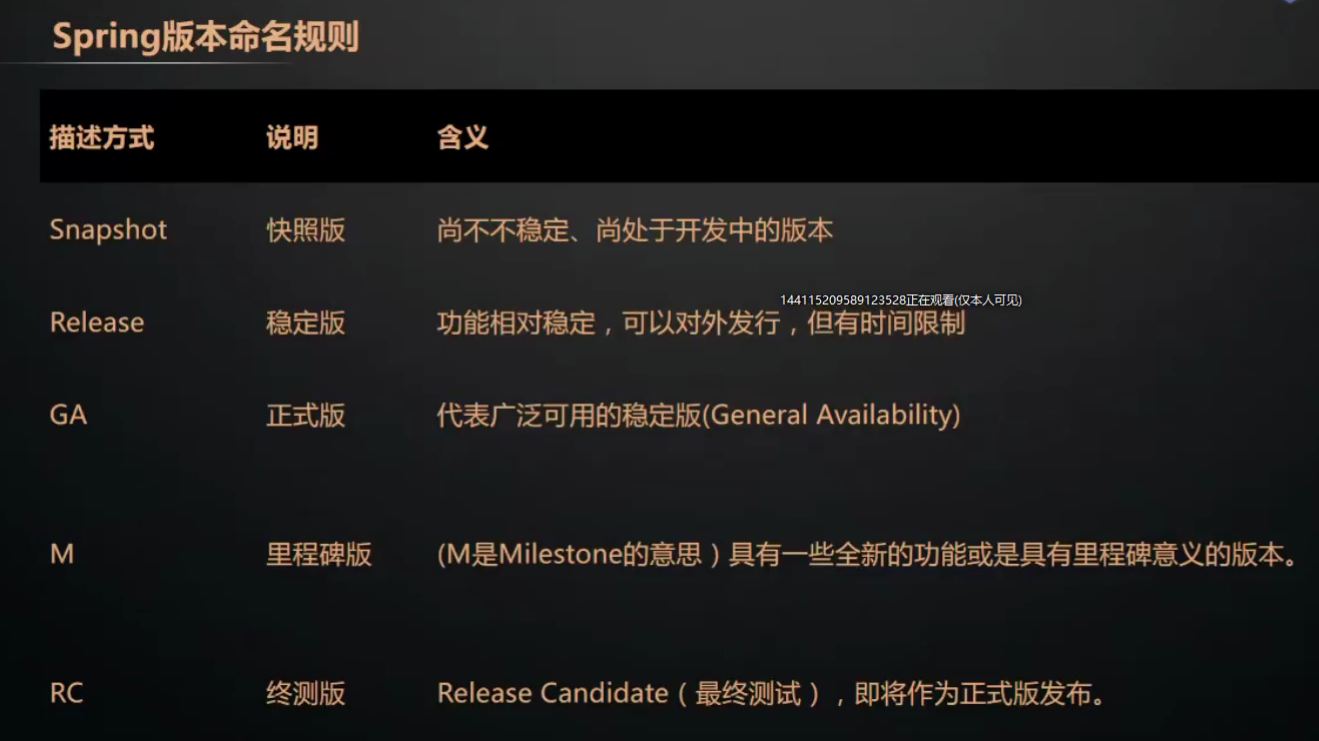 Spring版本命名规则
描述方式 说明 含义
Snapshot 快照版 尚不不稳定、尚处于开发中的版本
144115209589123528正在观看(仅本人可见)
Release 稳定版 功能相对稳定，可以对外发行，但有时间限制
GA 正式版 代表广泛可用的稳定版(General Availability)
M 里程碑版 (M是Milestone的意思）具有一些全新的功能或是具有里程碑意义的版本。
RC 终测版 Release Candidate（最终测试），即将作为正式版发布。